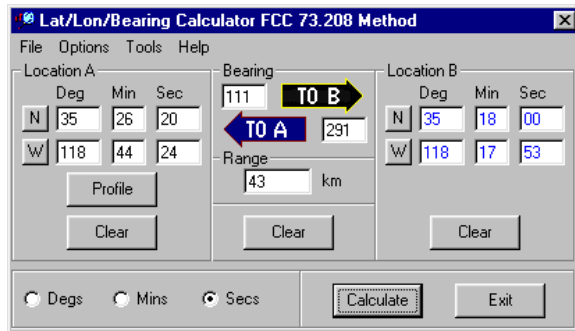 Lat/Lon/Bearing Calculator FCC 73.208 Method
File Options Tools Help
Location A
Deg Min Sec
N 35 26 20
W 118 44 24
Profile
Clear
Bearing
111 TO B
TO A 291
Range
43 km
Clear
Location B
Deg Min Sec
N 35 18 00
W 118 17 53
Clear
Degs Mins Secs
Calculate Exit